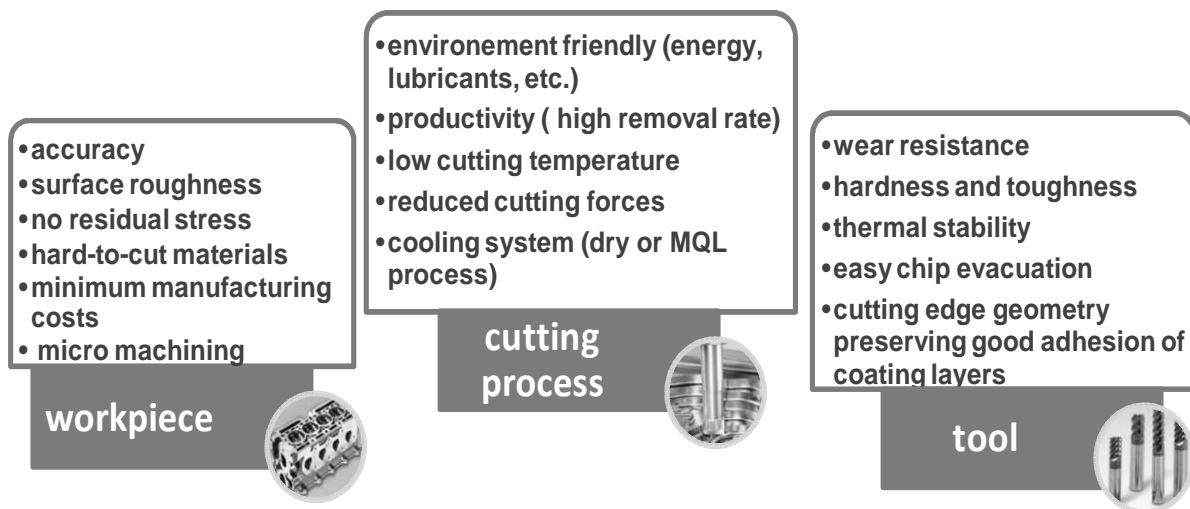 •accuracy
•surface roughness
•no residual stress
•hard-to-cut materials
•minimum manufacturing
costs
• micro machining
workpiece
•environement friendly (energy,
lubricants, etc.)
•productivity ( high removal rate)
•low cutting temperature
•reduced cutting forces
•cooling system (dry or MQL
process)
cutting
process
•wear resistance
•hardness and toughness
•thermal stability
•easy chip evacuation
•cutting edge geometry
preserving good adhesion of
coating layers
tool